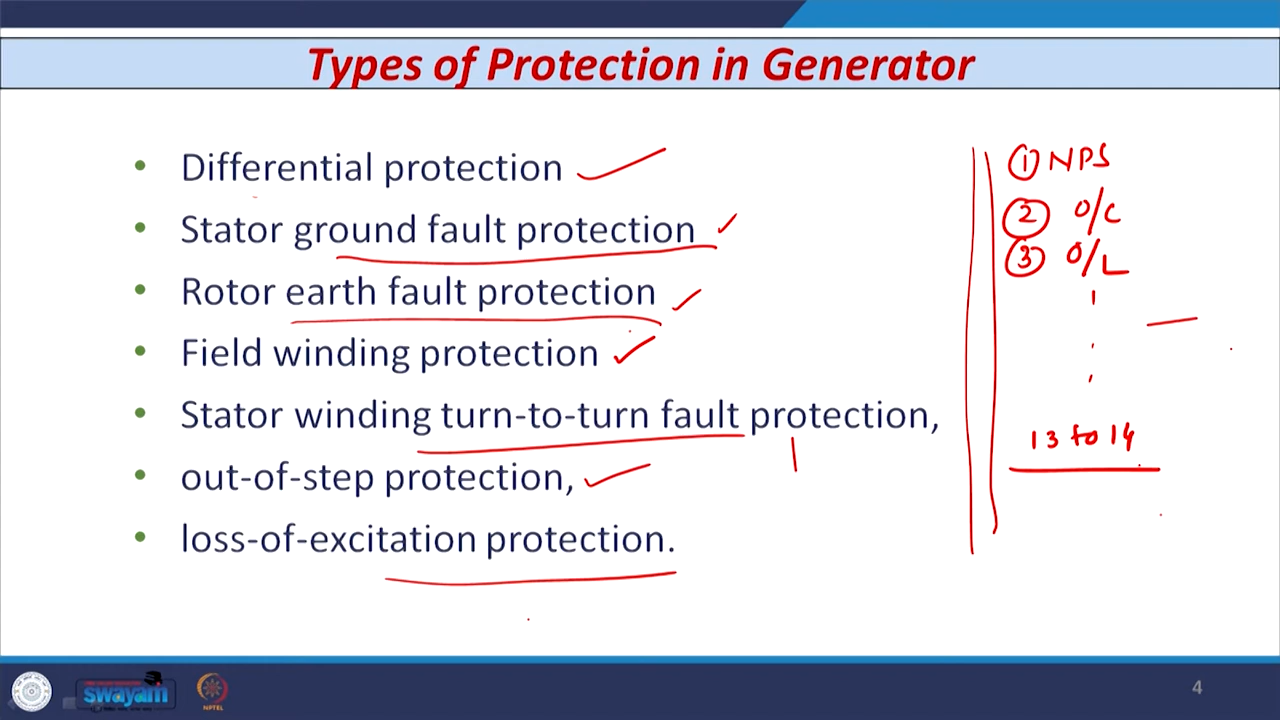 Types of Protection in Generator
• Differential protection
• Stator ground fault protection
• Rotor earth fault protection
• Field winding protection
• Stator winding turn-to-turn fault protection,
• out-of-step protection,
• loss-of-excitation protection.
① NPS
② O/C
③ O/L
13 to 14
swayam
NPTEL
4